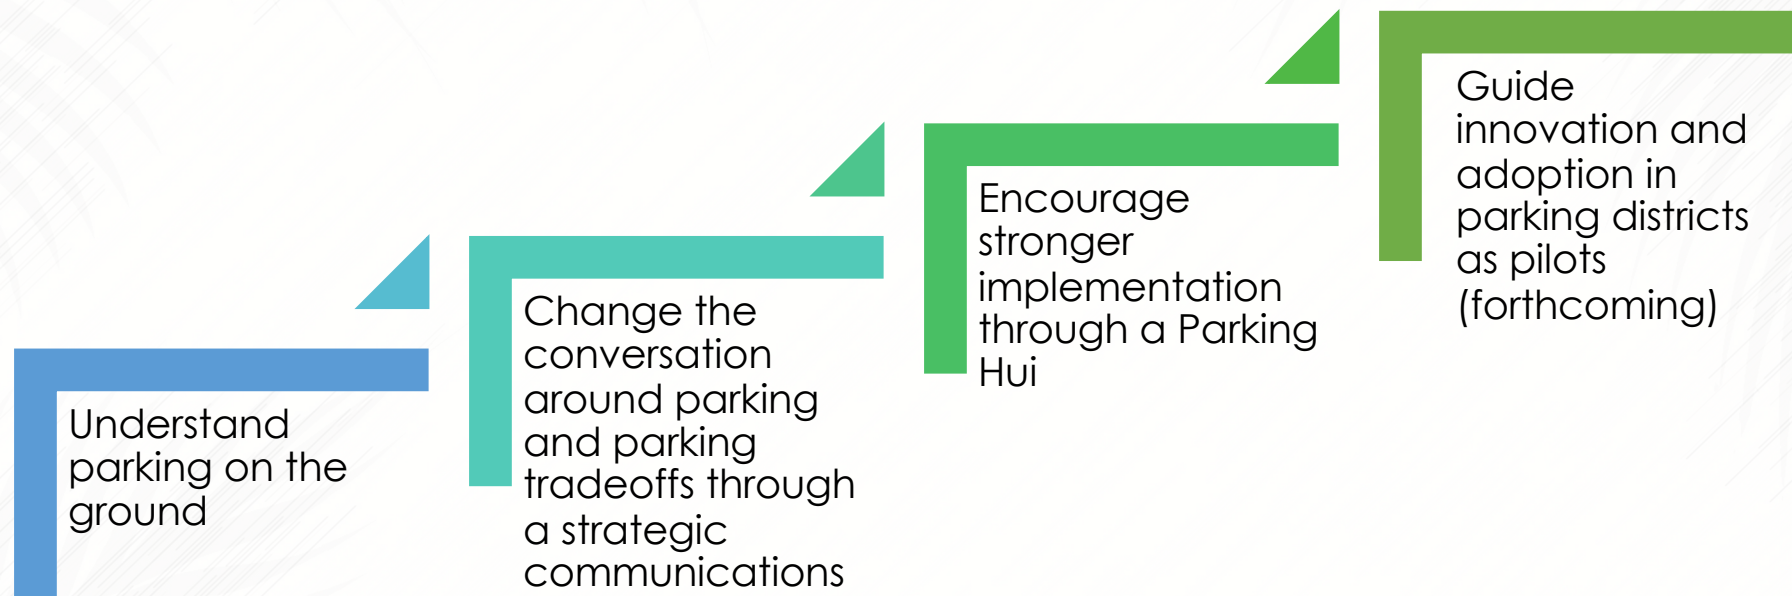 Understand
parking on the
ground
Change the
conversation
around parking
and parking
tradeoffs through
a strategic
communications
Encourage
stronger
implementation
through a Parking
Hui
Guide
innovation and
adoption in
parking districts
as pilots
(forthcoming)